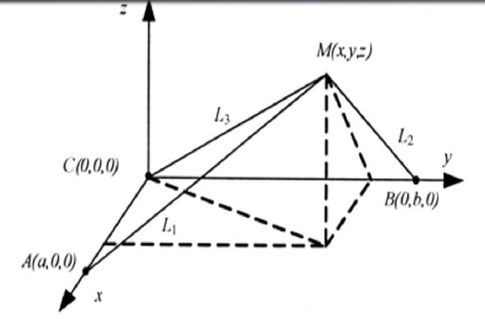 z
M(x,y,z)
L3
L2
C(0,0,0)
y
B(0,b,0)
L1
A(a,0,0)
x